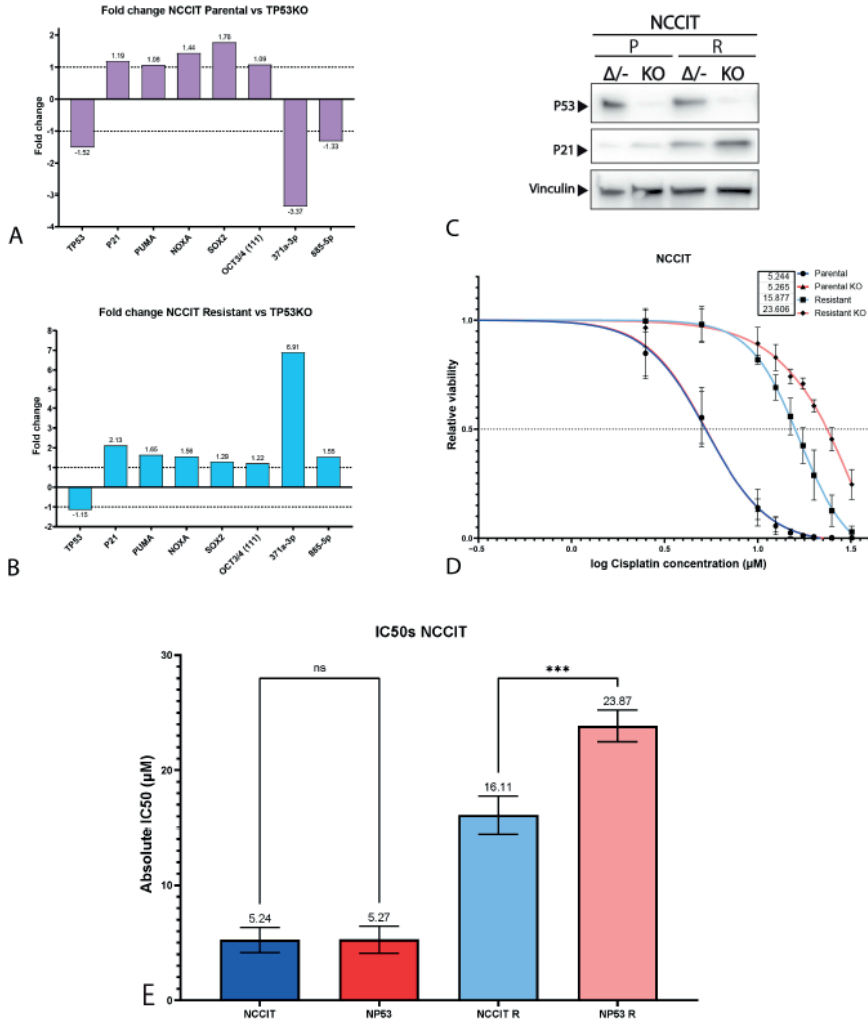 Fold change NCCIT Parental vs TP53KO
Fold change
2
1
0
-1
-2
-3
-4
-1.52
1.19
1.08
1.44
1.78
1.09
-3.37
-1.33
TP53
P21
PUMA
NOXA
SOX2
OCT3/4 (111)
371a-3p
885-5p
A
Fold change NCCIT Resistant vs TP53KO
Fold change
8
7
6
5
4
3
2
1
0
-1
-2
-1.15
2.13
1.65
1.56
1.29
1.22
6.91
1.55
TP53
P21
PUMA
NOXA
SOX2
OCT3/4 (111)
371a-3p
885-5p
B
NCCIT
P R
Δ/- KO Δ/- KO
P53
P21
Vinculin
C
NCCIT
5.244 Parental
5.265 Parental KO
15.877 Resistant
23.606 Resistant KO
Relative viability
1.0
0.5
0.0
-0.5 0.0 0.5 1.0 1.5
log Cisplatin concentration (µM)
D
IC50s NCCIT
Absolute IC50 (µM)
30
20
10
0
ns
***
5.24
5.27
16.11
23.87
NCCIT
NP53
NCCIT R
NP53 R
E